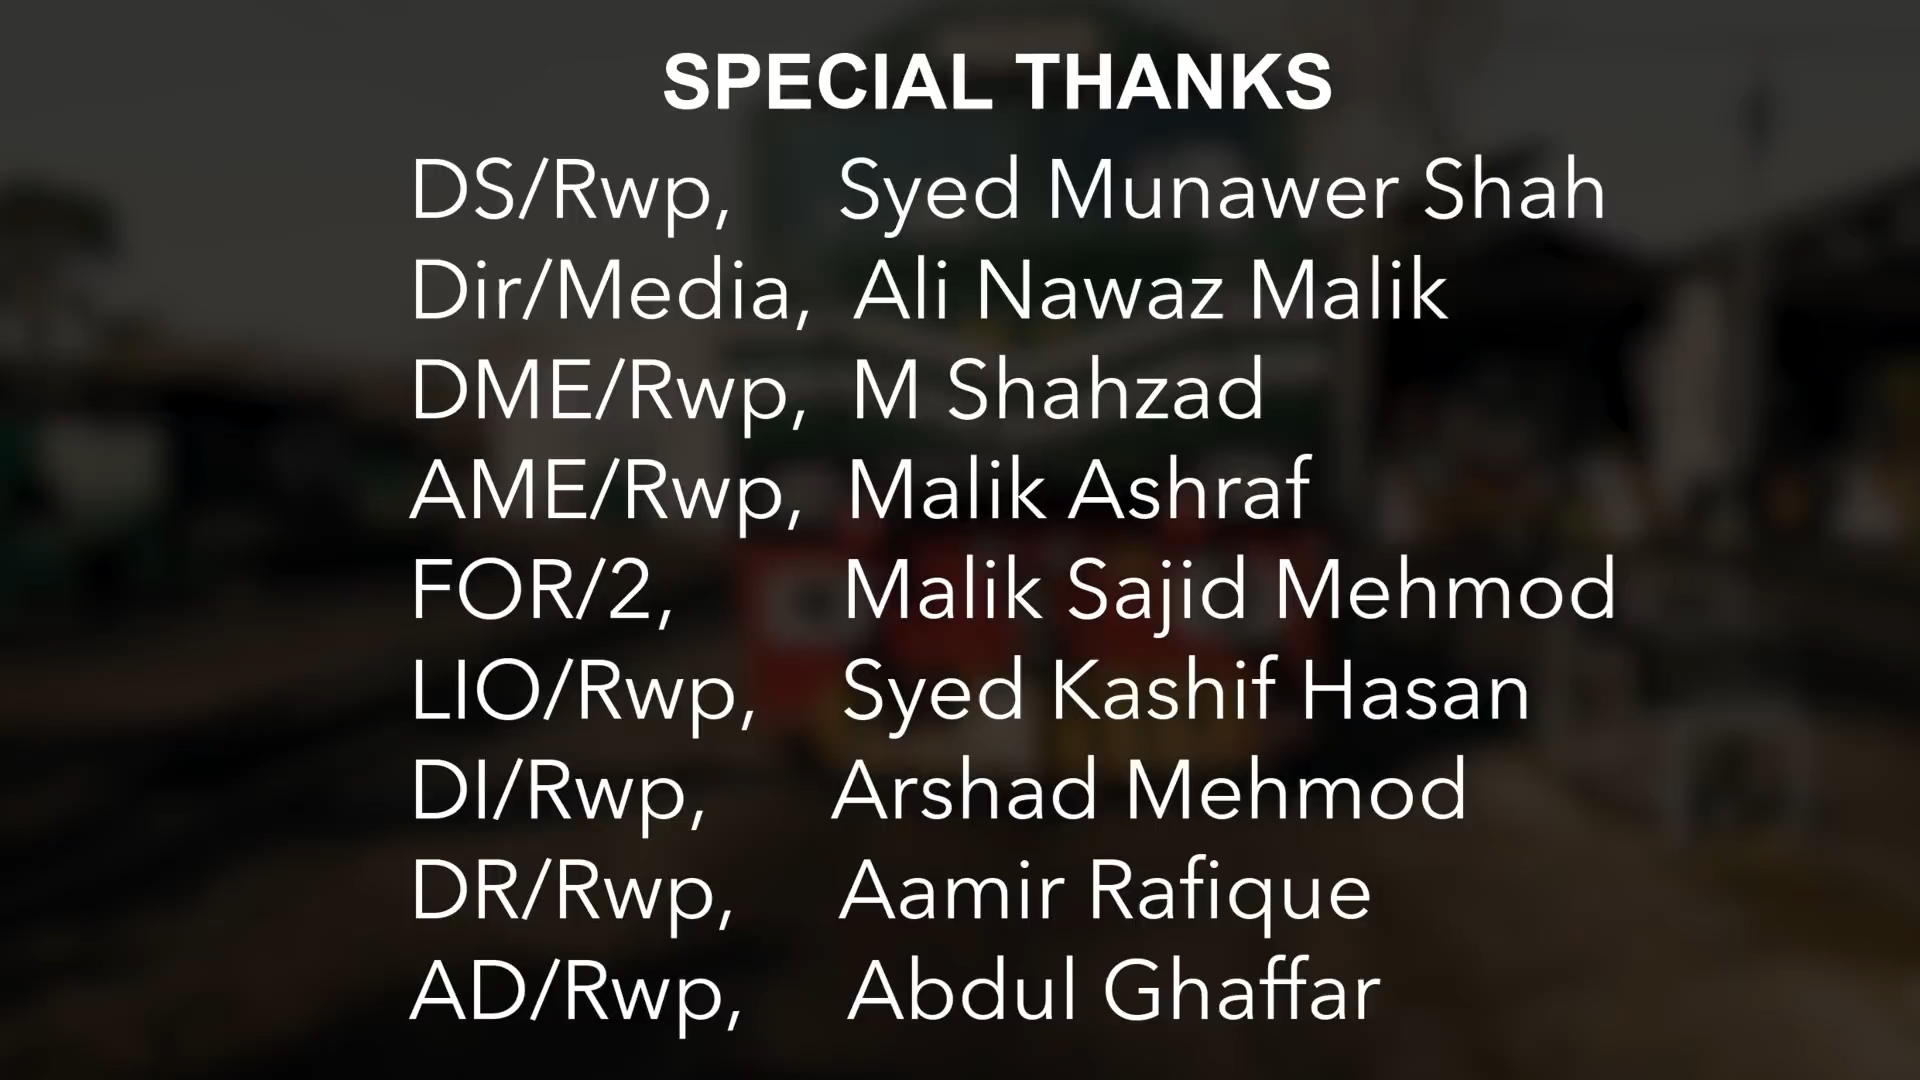 SPECIAL THANKS
DS/Rwp, Syed Munawer Shah
Dir/Media, Ali Nawaz Malik
DME/Rwp, M Shahzad
AME/Rwp, Malik Ashraf
FOR/2, Malik Sajid Mehmod
LIO/Rwp, Syed Kashif Hasan
DI/Rwp, Arshad Mehmod
DR/Rwp, Aamir Rafique
AD/Rwp, Abdul Ghaffar